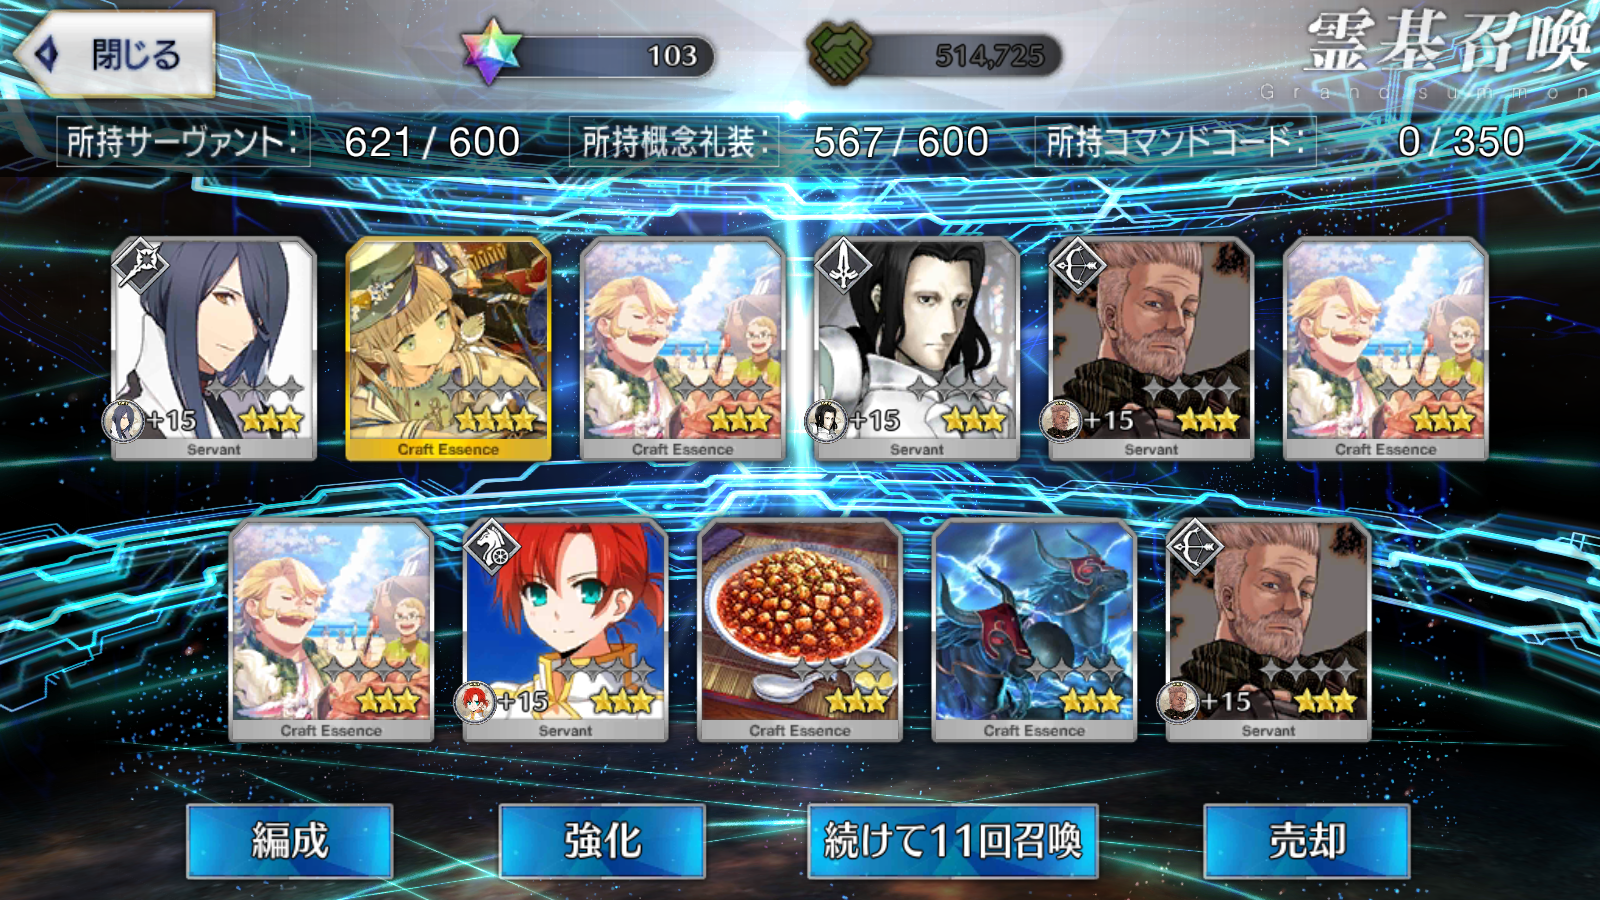 閉じる
103
514,725
霊基召喚
Grand summon
所持サーヴァント: 621 / 600
所持概念礼装: 567 / 600
所持コマンドコード: 0 / 350
+15
Servant
Craft Essence
Craft Essence
+15
Servant
+15
Servant
Craft Essence
Craft Essence
+15
Servant
Craft Essence
Craft Essence
+15
Servant
編成
強化
続けて11回召喚
売却